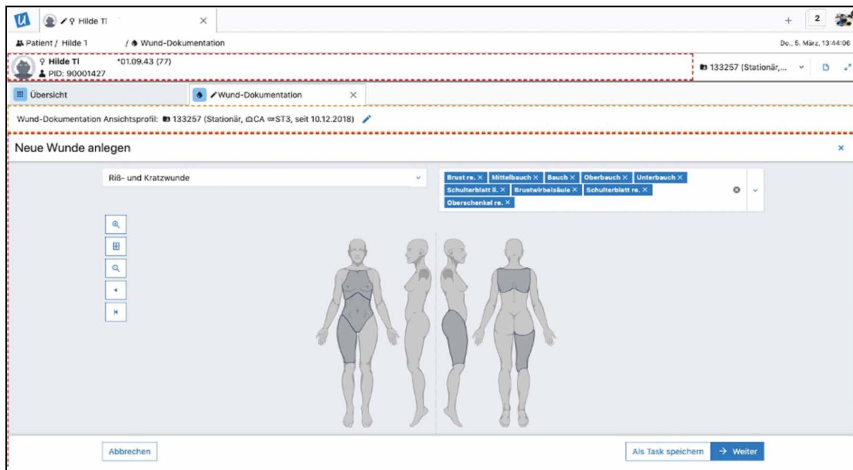 Hilde Tl
+ 2
Patient / Hilde 1 / Wund-Dokumentation
Do., 5. März, 13:44:06
Hilde Tl *01.09.43 (77)
PID: 90001427
133257 (Stationär,...
Übersicht
Wund-Dokumentation
Wund-Dokumentation Ansichtsprofil: 133257 (Stationär, CA ST3, seit 10.12.2018)
Neue Wunde anlegen
Riß- und Kratzwunde
Brust re. Mittelbauch Bauch Oberbauch Unterbauch
Schulterblatt li. Brustwirbelsäule Schulterblatt re.
Oberschenkel re.
Abbrechen
Als Task speichern
Weiter